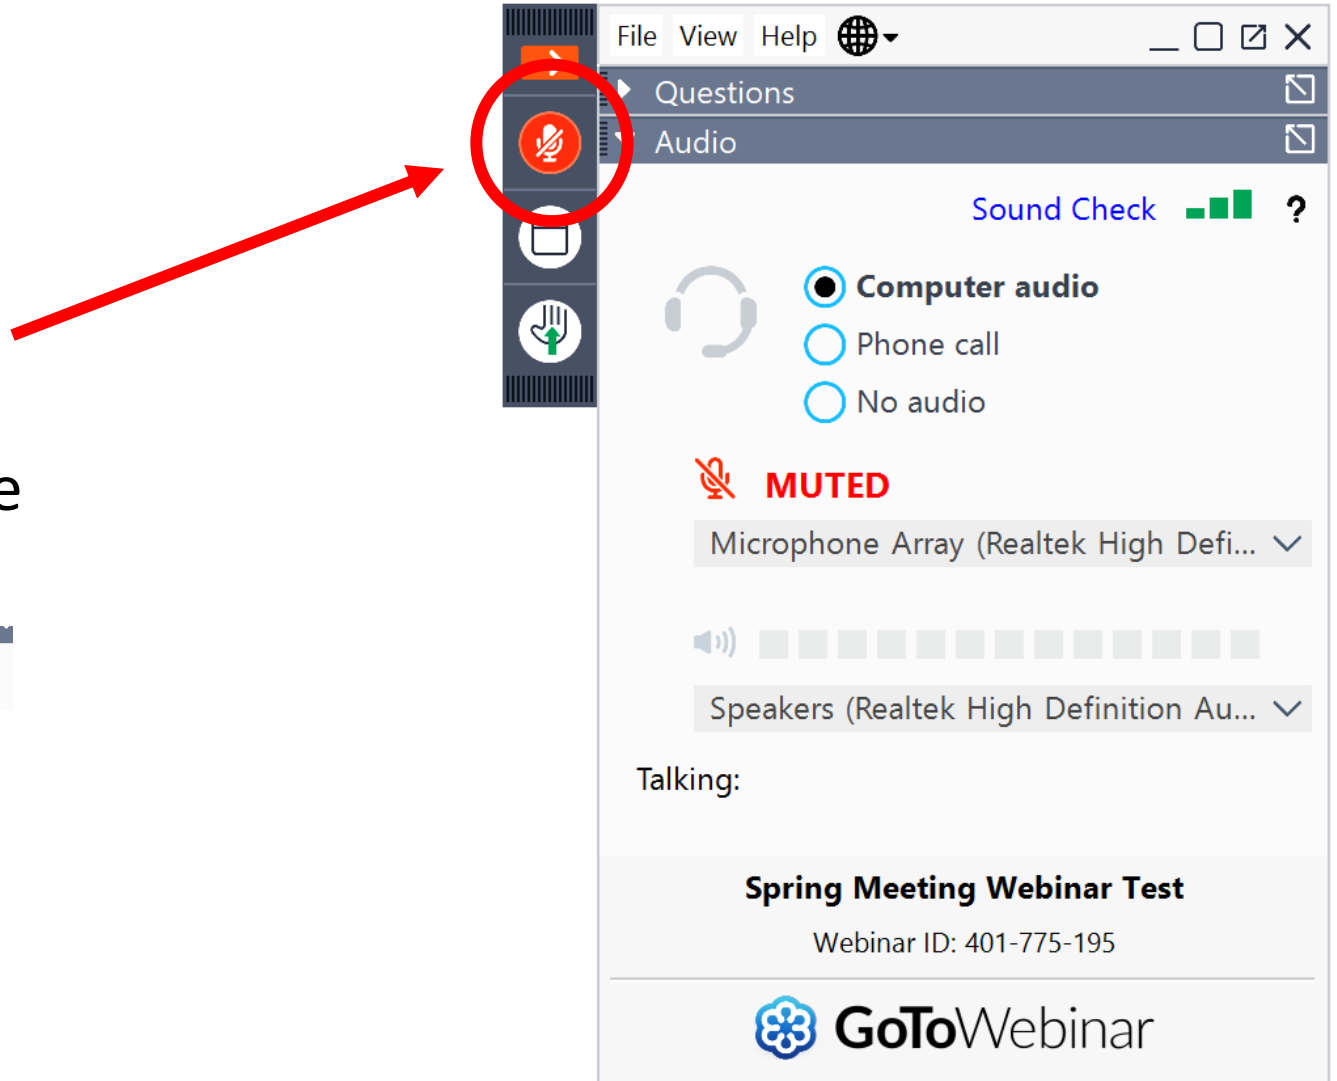 File View Help
Questions
Audio
Sound Check ?
Computer audio
Phone call
No audio
MUTED
Microphone Array (Realtek High Defi...
Speakers (Realtek High Definition Au...
Talking:
Spring Meeting Webinar Test
Webinar ID: 401-775-195
GoToWebinar